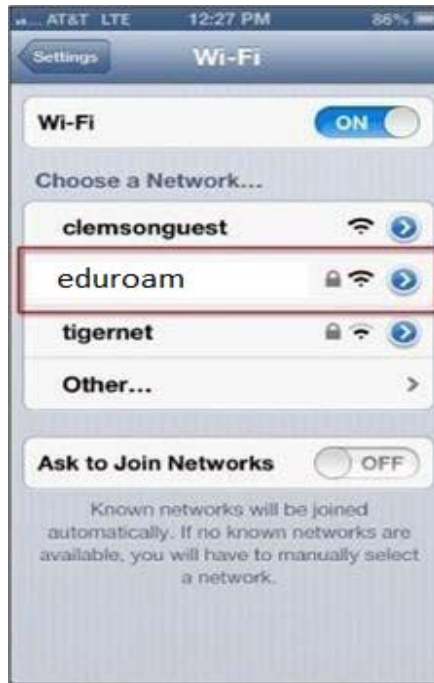 AT&T LTE 12:27 PM 86%
Settings Wi-Fi
Wi-Fi ON
Choose a Network...
clemsonguest
eduroam
tigernet
Other...
Ask to Join Networks OFF
Known networks will be joined
automatically. If no known networks are
available, you will have to manually select
a network.